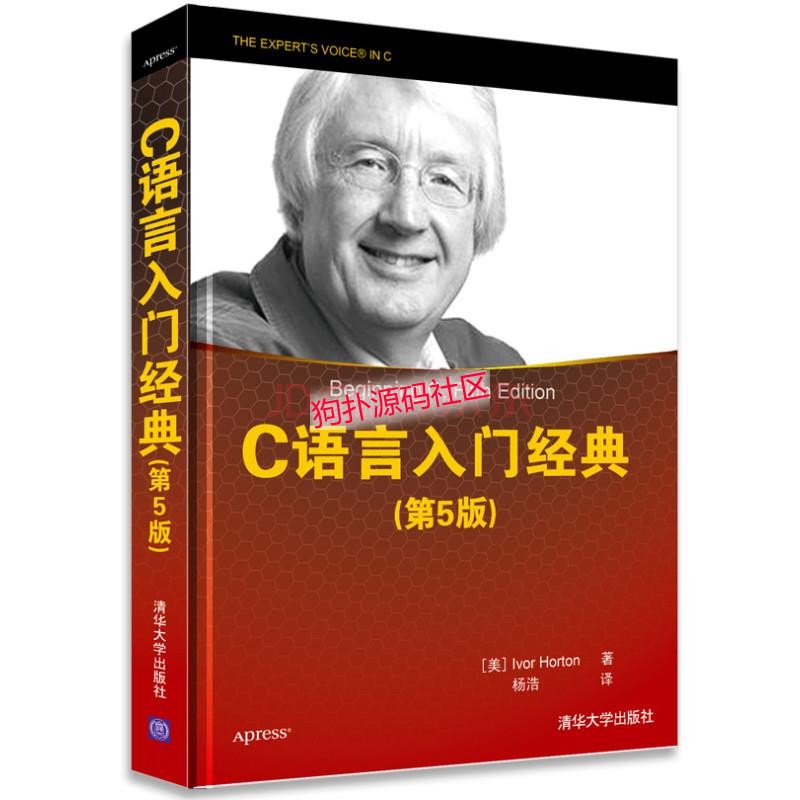 THE EXPERT'S VOICE® IN C
Apress®
C语言入门经典(第5版)
清华大学出版社
Edition
狗扑源码社区
C语言入门经典
(第5版)
[美] Ivor Horton 著
杨浩 译
清华大学出版社
Apress®